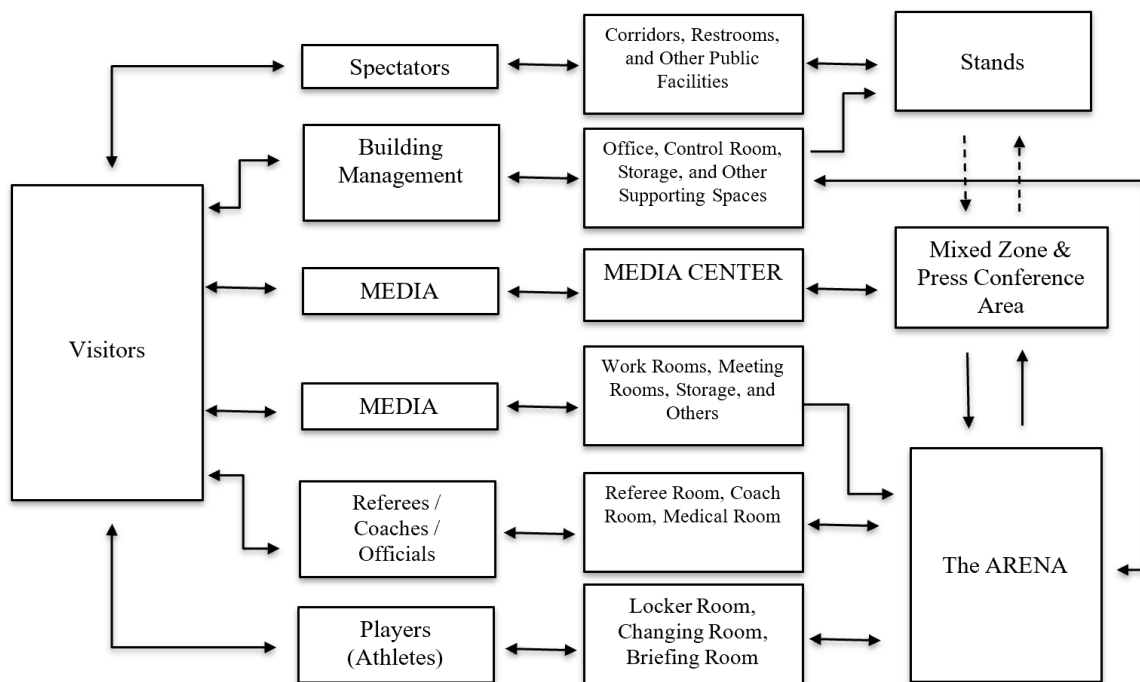 Spectators
Corridors, Restrooms,
and Other Public
Facilities
Stands
Building
Management
Office, Control Room,
Storage, and Other
Supporting Spaces
Visitors
MEDIA
MEDIA CENTER
Mixed Zone &
Press Conference
Area
MEDIA
Work Rooms, Meeting
Rooms, Storage, and
Others
Referees /
Coaches /
Officials
Referee Room, Coach
Room, Medical Room
The ARENA
Players
(Athletes)
Locker Room,
Changing Room,
Briefing Room